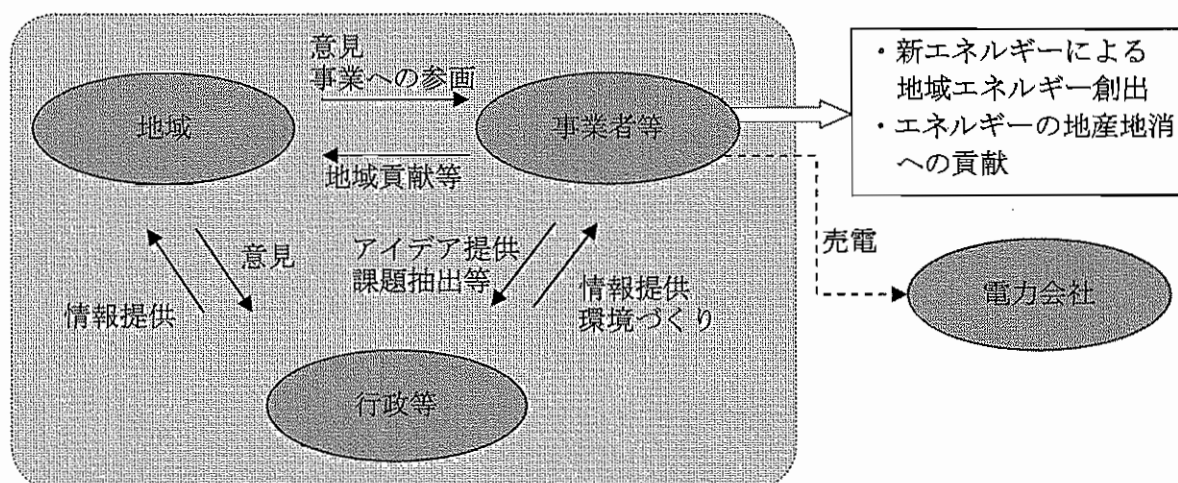 意見
事業への参画
地域
事業者等
地域貢献等
・新エネルギーによる
地域エネルギー創出
・エネルギーの地産地消
への貢献
意見
情報提供
アイデア提供
課題抽出等
情報提供
環境づくり
売電
電力会社
行政等